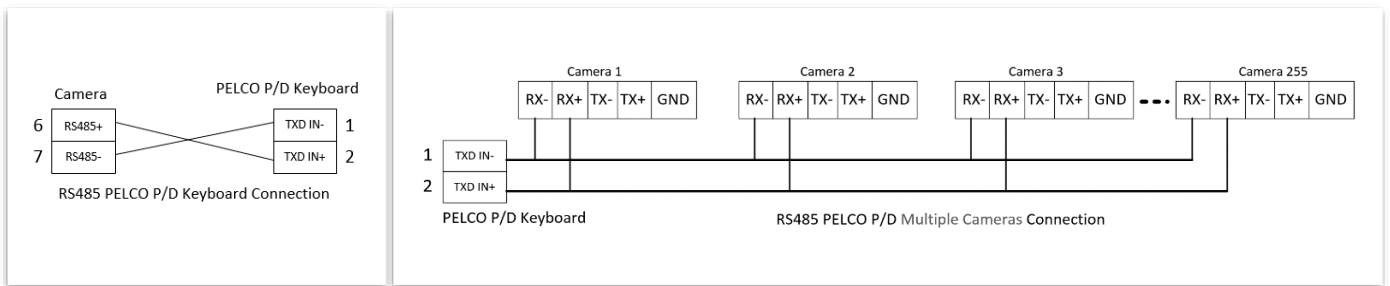 Camera
PELCO P/D Keyboard
6 RS485+ TXD IN- 1
7 RS485- TXD IN+ 2
RS485 PELCO P/D Keyboard Connection
Camera 1 Camera 2 Camera 3 Camera 255
RX- RX+ TX- TX+ GND RX- RX+ TX- TX+ GND RX- RX+ TX- TX+ GND RX- RX+ TX- TX+ GND
1 TXD IN-
2 TXD IN+
PELCO P/D Keyboard
RS485 PELCO P/D Multiple Cameras Connection